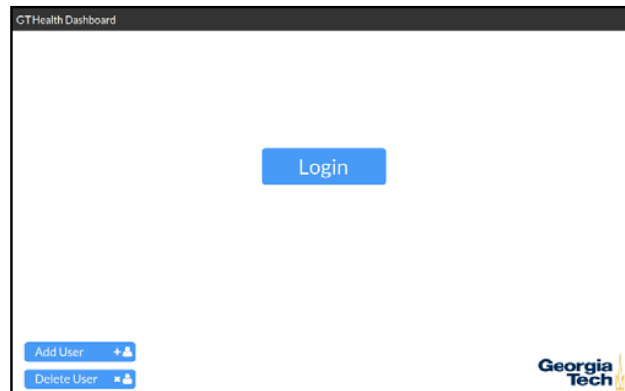 GTHealth Dashboard
Login
Add User
Delete User
Georgia
Tech